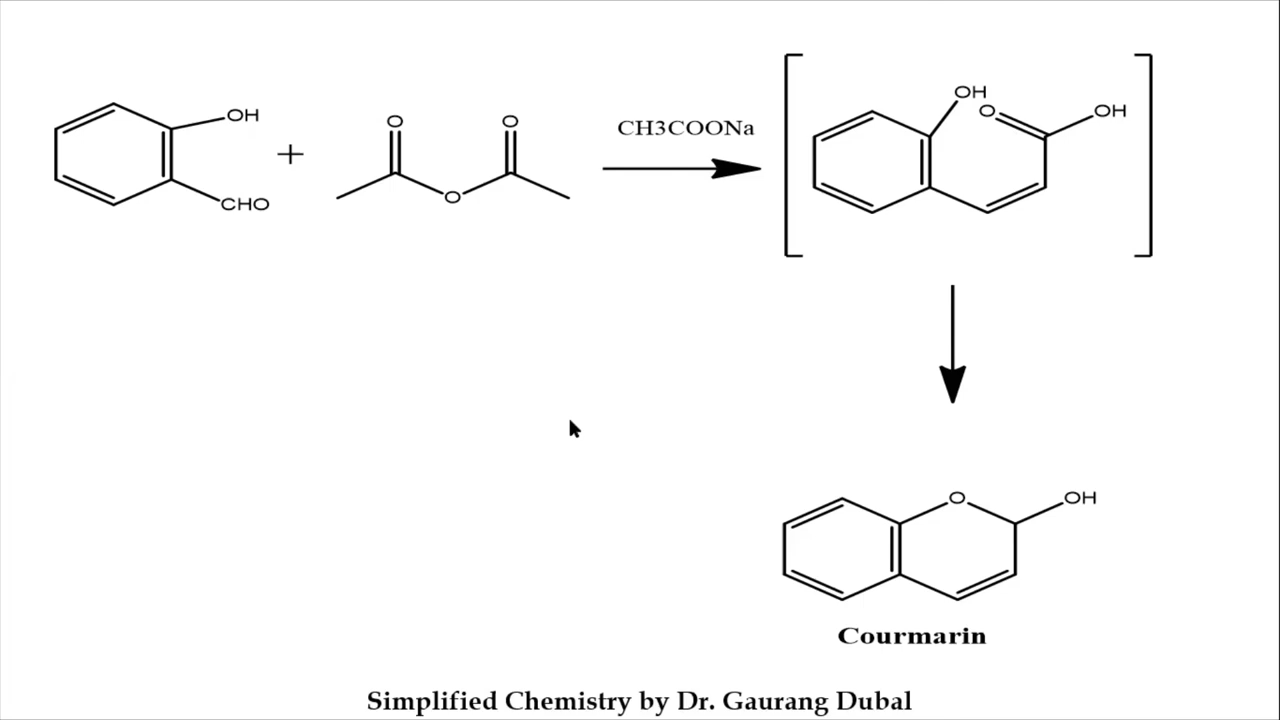 OH
CHO
+
O
O
O
CH3COONa
OH
O
OH
O
OH
Courmarin
Simplified Chemistry by Dr. Gaurang Dubal